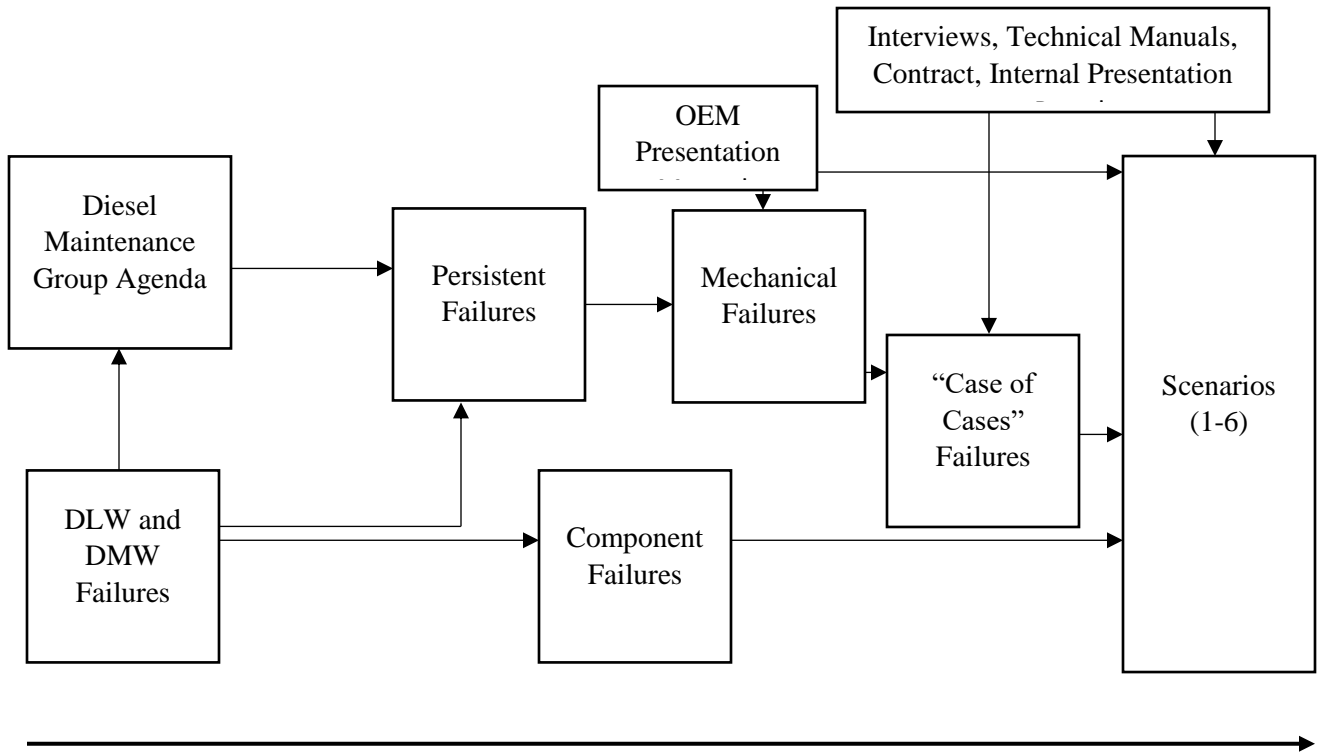 Interviews, Technical Manuals,
Contract, Internal Presentation
OEM
Presentation
Diesel
Maintenance
Group Agenda
Persistent
Failures
Mechanical
Failures
“Case of
Cases”
Failures
Scenarios
(1-6)
DLW and
DMW
Failures
Component
Failures